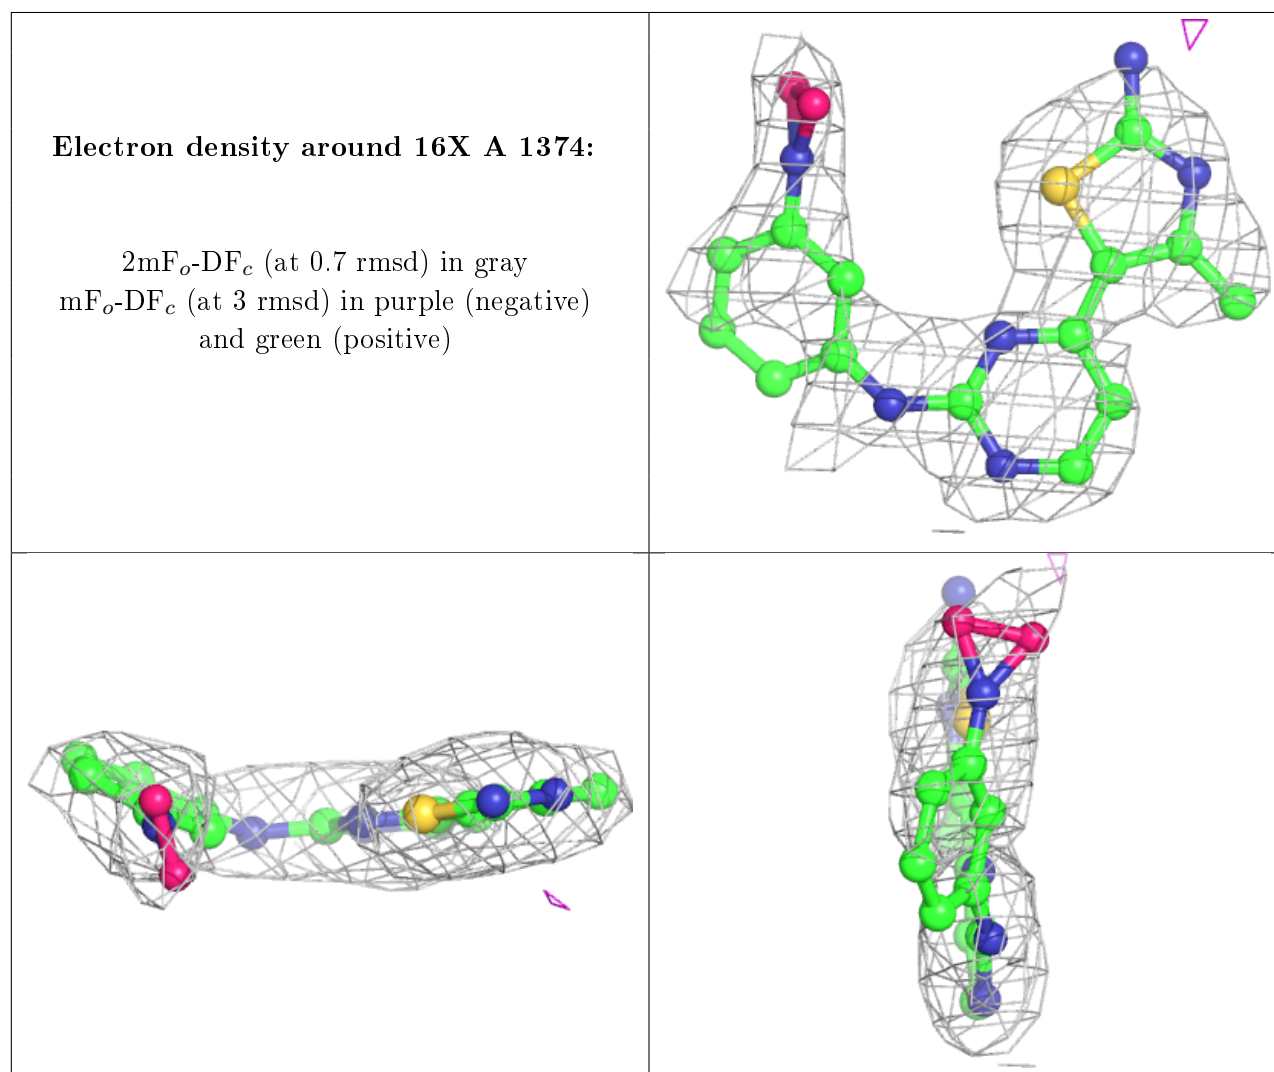 Electron density around 16X A 1374:
2mFₒ-DF𝒸 (at 0.7 rmsd) in gray
mFₒ-DF𝒸 (at 3 rmsd) in purple (negative)
and green (positive)